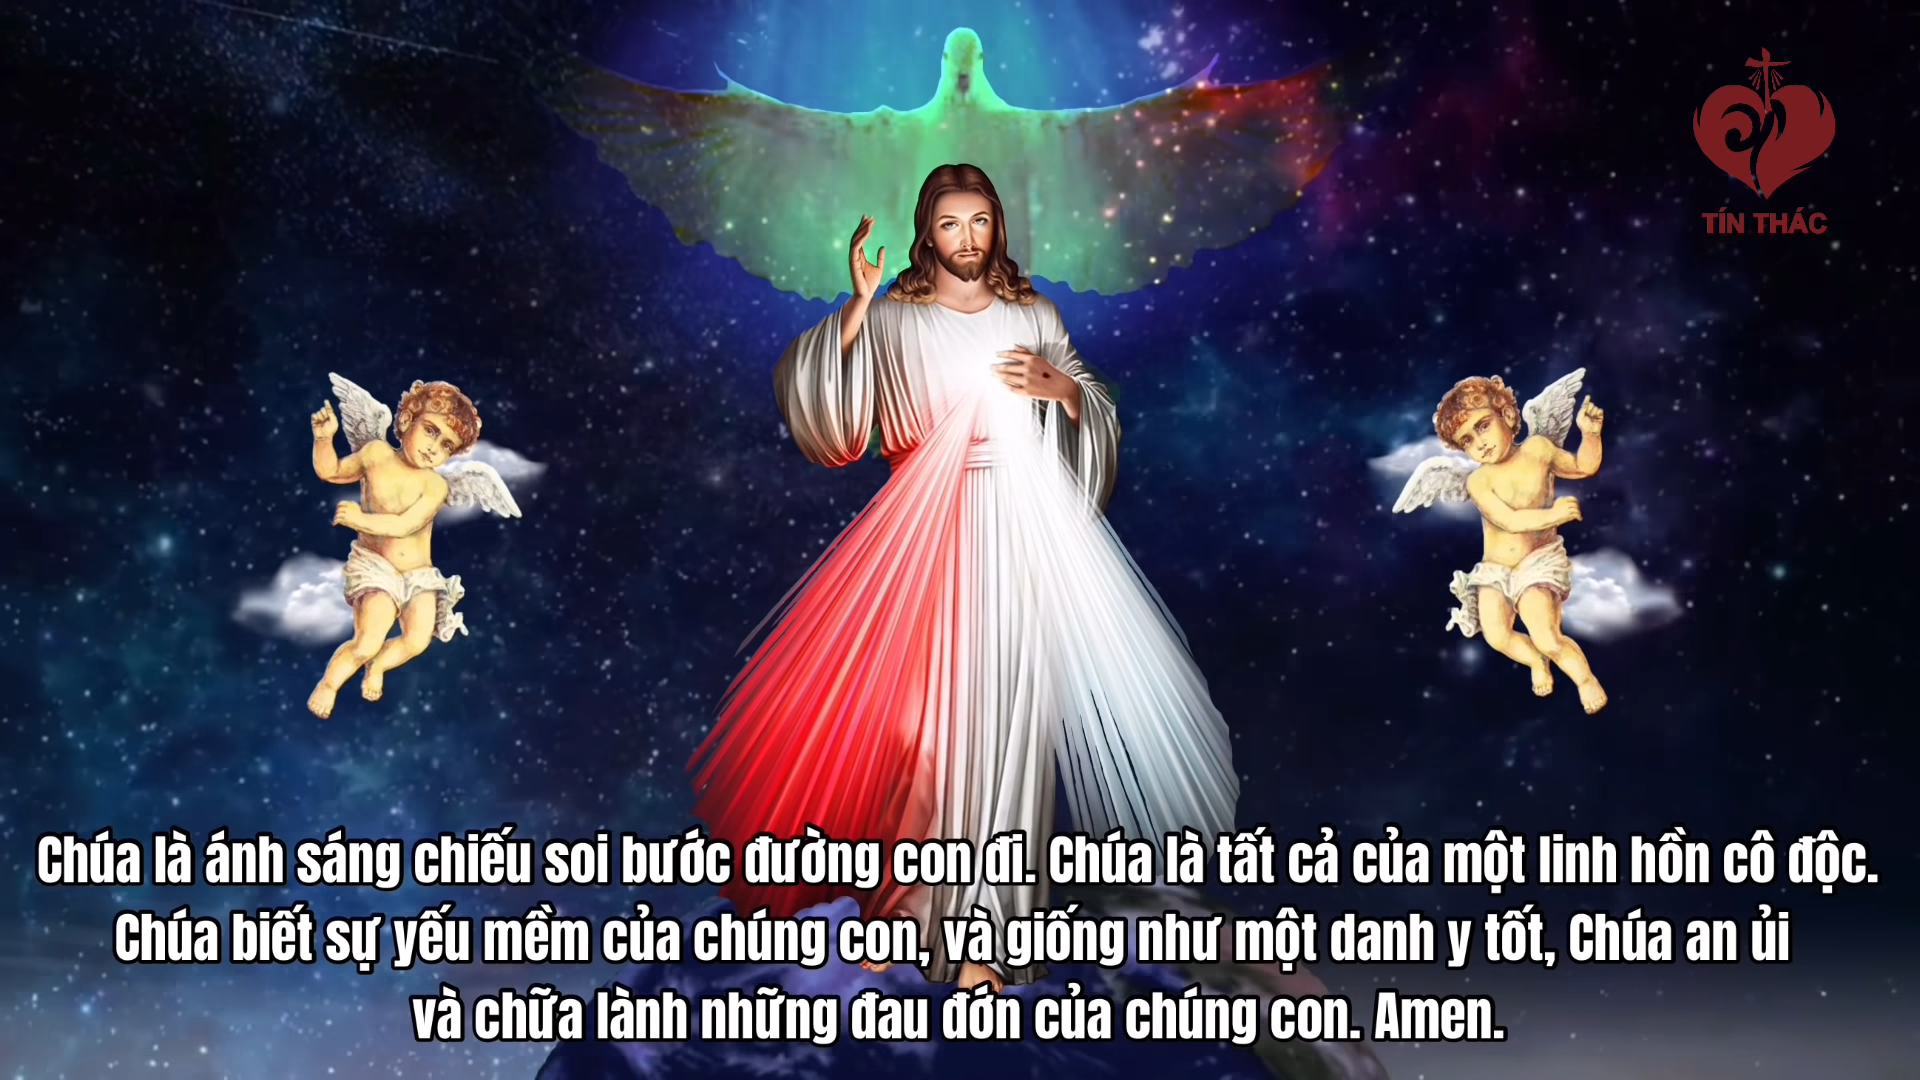 TÍN THÁC
Chúa là ánh sáng chiếu soi bước đường con đi. Chúa là tất cả của một linh hồn cô độc.
Chúa biết sự yếu mềm của chúng con, và giống như một danh y tốt, Chúa an ủi
và chữa lành những đau đớn của chúng con. Amen.